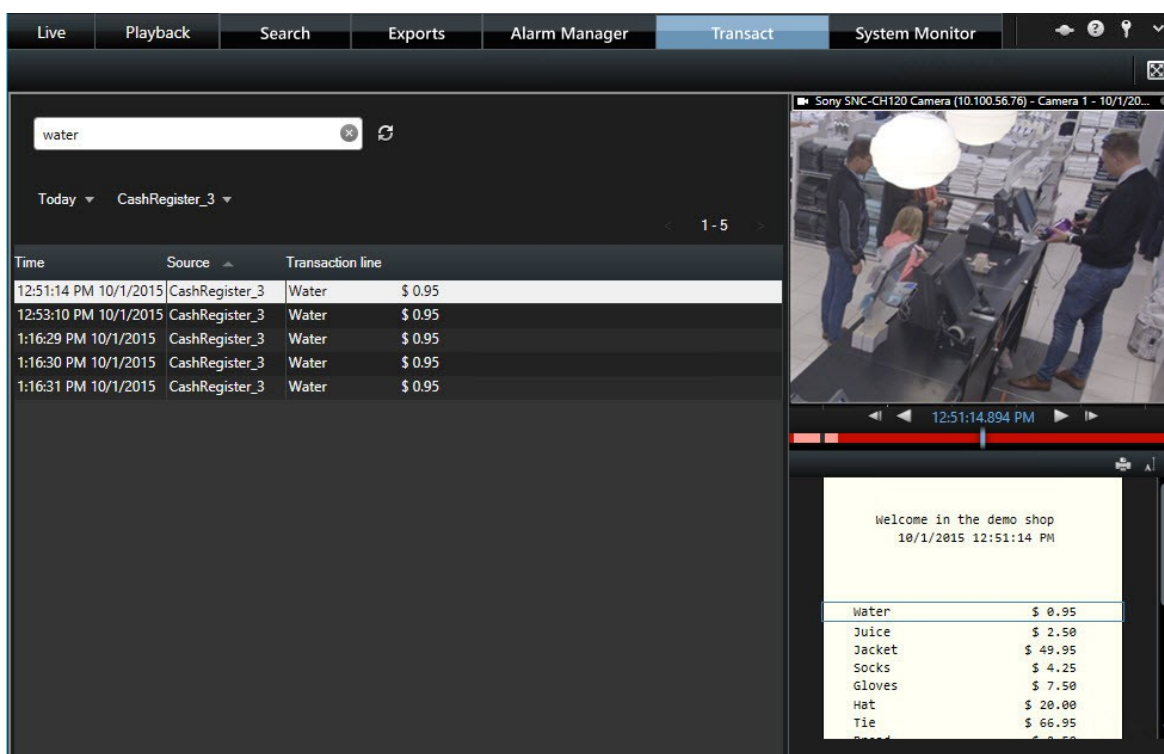 Live Playback Search Exports Alarm Manager Transact System Monitor
Sony SNC-CH120 Camera (10.100.56.76) - Camera 1 - 10/1/20...
water
Today CashRegister_3
< 1 - 5 >
Time Source Transaction line
12:51:14 PM 10/1/2015 CashRegister_3 Water $ 0.95
12:53:10 PM 10/1/2015 CashRegister_3 Water $ 0.95
1:16:29 PM 10/1/2015 CashRegister_3 Water $ 0.95
1:16:30 PM 10/1/2015 CashRegister_3 Water $ 0.95
1:16:31 PM 10/1/2015 CashRegister_3 Water $ 0.95
12:51:14.894 PM
Welcome in the demo shop
10/1/2015 12:51:14 PM
Water $ 0.95
Juice $ 2.50
Jacket $ 49.95
Socks $ 4.25
Gloves $ 7.50
Hat $ 20.00
Tie $ 66.95